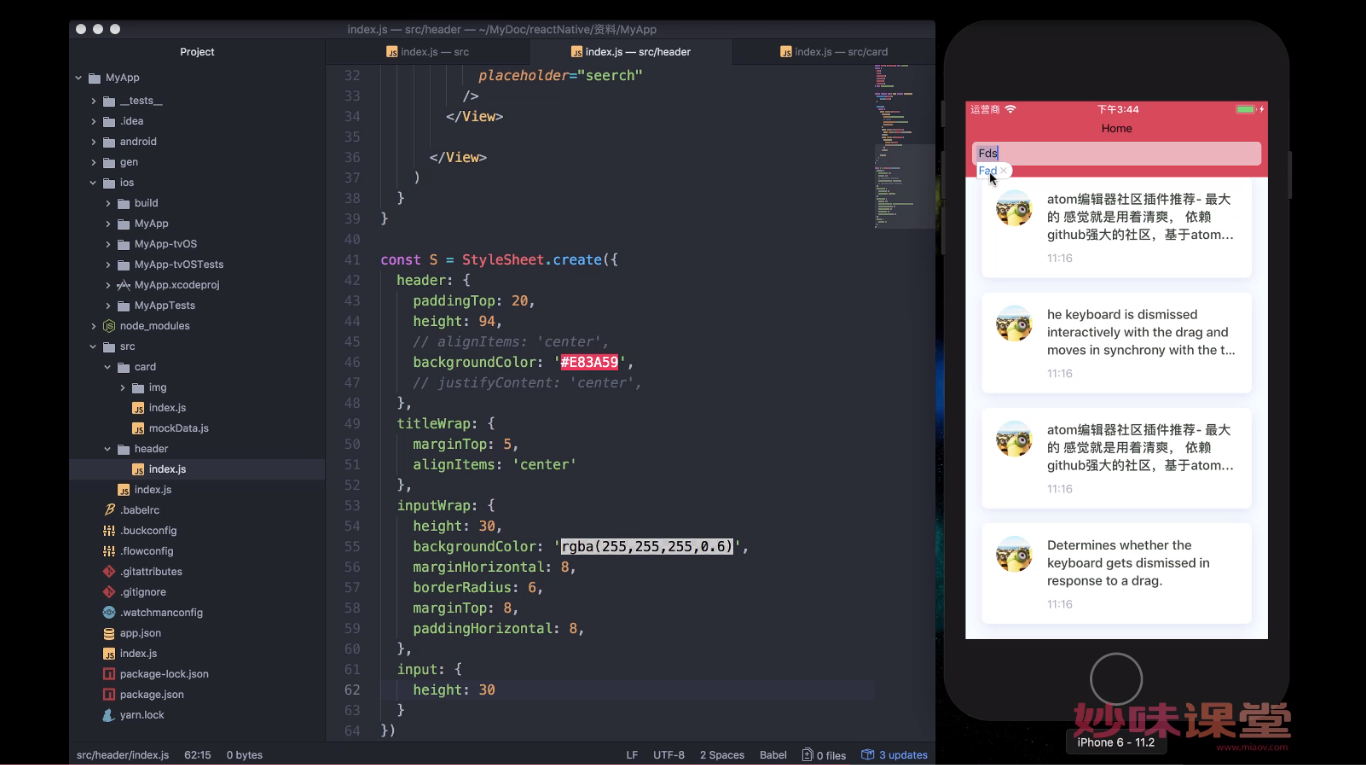 index.js — src/header — ~/MyDoc/reactNative/资料/MyApp
Project
index.js — src
index.js — src/header
index.js — src/card
MyApp
__tests__
.idea
android
gen
ios
build
MyApp
MyApp-tvOS
MyApp-tvOSTests
MyApp.xcodeproj
MyAppTests
node_modules
src
card
img
index.js
mockData.js
header
index.js
index.js
.babelrc
.buckconfig
.flowconfig
.gitattributes
.gitignore
.watchmanconfig
app.json
index.js
package-lock.json
package.json
yarn.lock
32 placeholder="seerch"
33 />
34 </View>
35
36 </View>
37 )
38 }
39 }
40
41 const S = StyleSheet.create({
42 header: {
43 paddingTop: 20,
44 height: 94,
45 // alignItems: 'center',
46 backgroundColor: '#E83A59',
47 // justifyContent: 'center',
48 },
49 titleWrap: {
50 marginTop: 5,
51 alignItems: 'center'
52 },
53 inputWrap: {
54 height: 30,
55 backgroundColor: 'rgba(255,255,255,0.6)',
56 marginHorizontal: 8,
57 borderRadius: 6,
58 marginTop: 8,
59 paddingHorizontal: 8,
60 },
61 input: {
62 height: 30
63 }
64 })
src/header/index.js 62:15 0 bytes
LF UTF-8 2 Spaces Babel 0 files 3 updates
运营商 下午3:44
Home
Fds
Fad ×
atom编辑器社区插件推荐- 最大
的 感觉就是用着清爽， 依赖
github强大的社区，基于atom...
11:16
he keyboard is dismissed
interactively with the drag and
moves in synchrony with the t...
11:16
atom编辑器社区插件推荐- 最大
的 感觉就是用着清爽， 依赖
github强大的社区，基于atom...
11:16
Determines whether the
keyboard gets dismissed in
response to a drag.
11:16
妙味课堂
iPhone 6 - 11.2
www.miaov.com